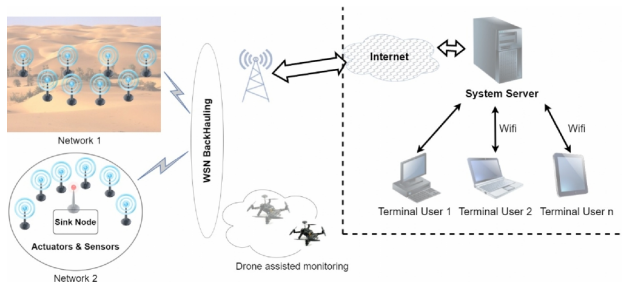 Network 1
Sink Node
Actuators & Sensors
Network 2
WSN BackHauling
Drone assisted monitoring
Internet
System Server
Wifi
Wifi
Terminal User 1
Terminal User 2
Terminal User n